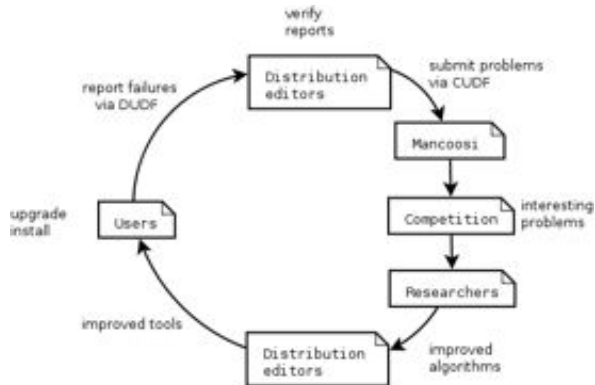 verify
reports
Distribution
editors
submit problems
via CUDF
report failures
via DUDF
Mancoosi
upgrade
install
Users
Competition
interesting
problems
Researchers
improved tools
Distribution
editors
improved
algorithms